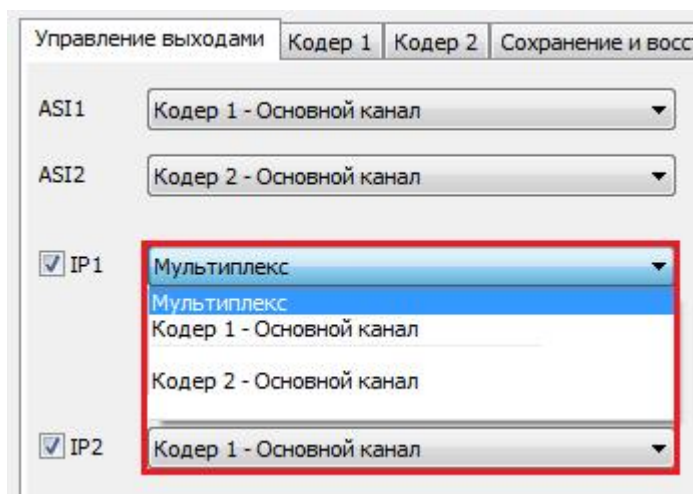 Управление выходами Кодер 1 Кодер 2 Сохранение и восс
ASI1 Кодер 1 - Основной канал
ASI2 Кодер 2 - Основной канал
IP1 Мультиплекс
Мультиплекс
Кодер 1 - Основной канал
Кодер 2 - Основной канал
IP2 Кодер 1 - Основной канал